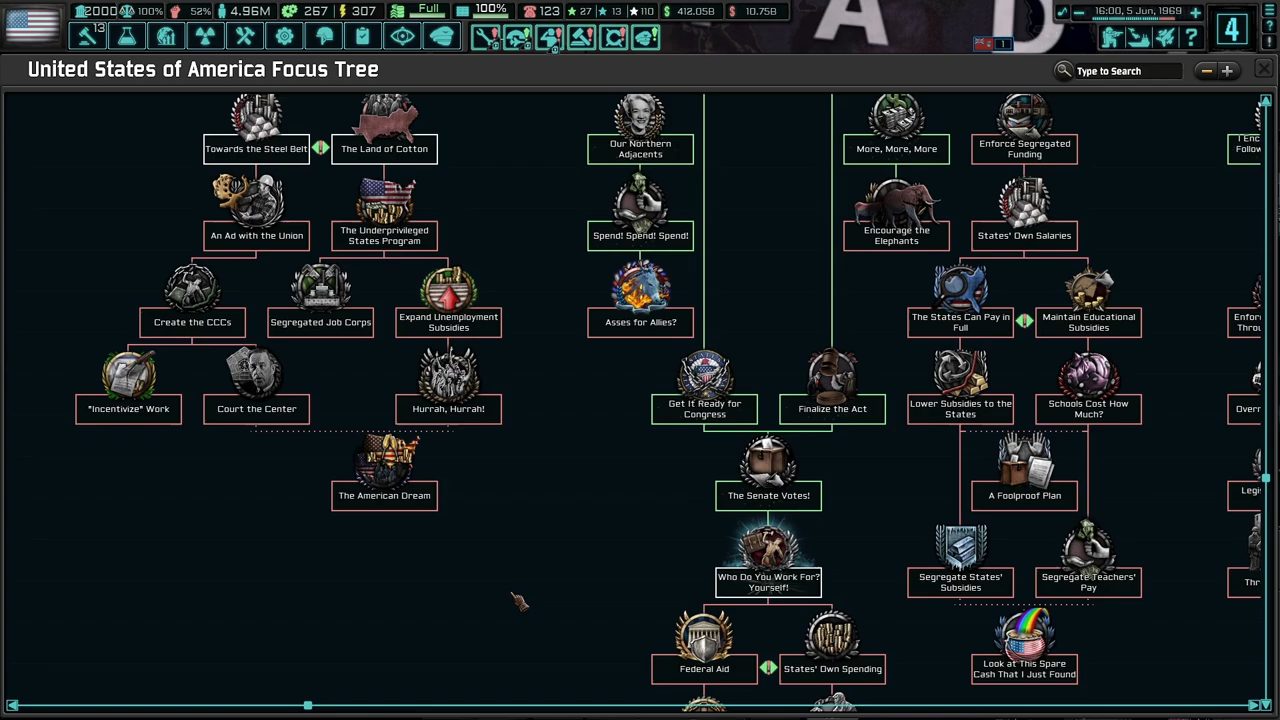 2000 100% 52% 4.96M 267 307 Full 100% 123 27 13 110 412.05B 10.75B 16:00, 5 Jun, 1969
13
1
4
United States of America Focus Tree
Type to Search
Towards the Steel Belt
The Land of Cotton
Our Northern
Adjacents
More, More, More
Enforce Segregated
Funding
An Ad with the Union
The Underprivileged
States Program
Spend! Spend! Spend!
Encourage the
Elephants
States' Own Salaries
Create the CCCs
Segregated Job Corps
Expand Unemployment
Subsidies
Asses for Allies?
The States Can Pay in
Full
Maintain Educational
Subsidies
"Incentivize" Work
Court the Center
Hurrah, Hurrah!
Get It Ready for
Congress
Finalize the Act
Lower Subsidies to the
States
Schools Cost How
Much?
The American Dream
The Senate Votes!
A Foolproof Plan
Who Do You Work For?
Yourself!
Segregate States'
Subsidies
Segregate Teachers'
Pay
Federal Aid
States' Own Spending
Look at This Spare
Cash That I Just Found